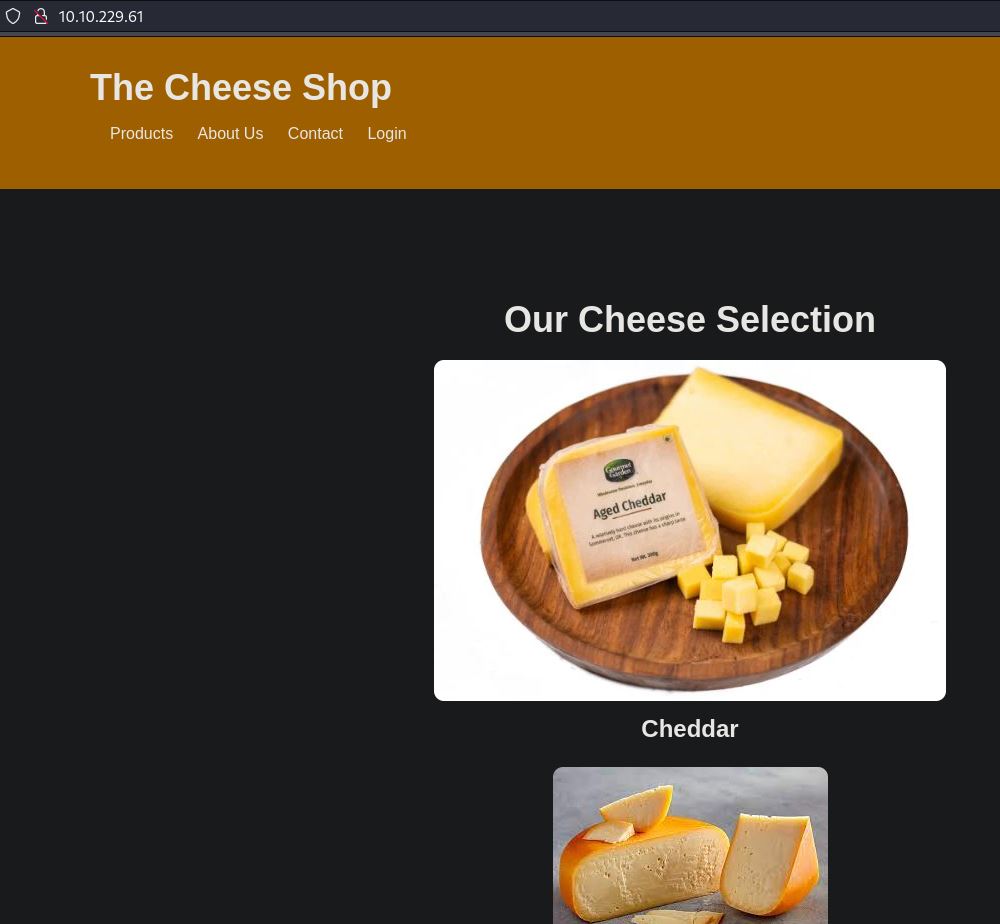 10.10.229.61
The Cheese Shop
Products About Us Contact Login
Our Cheese Selection
Gourmet
Garden
Aged Cheddar
A relatively hard cheese with its origins in
Sommerset, UK. This cheese has a sharp taste
Net Wt. 200g
Cheddar